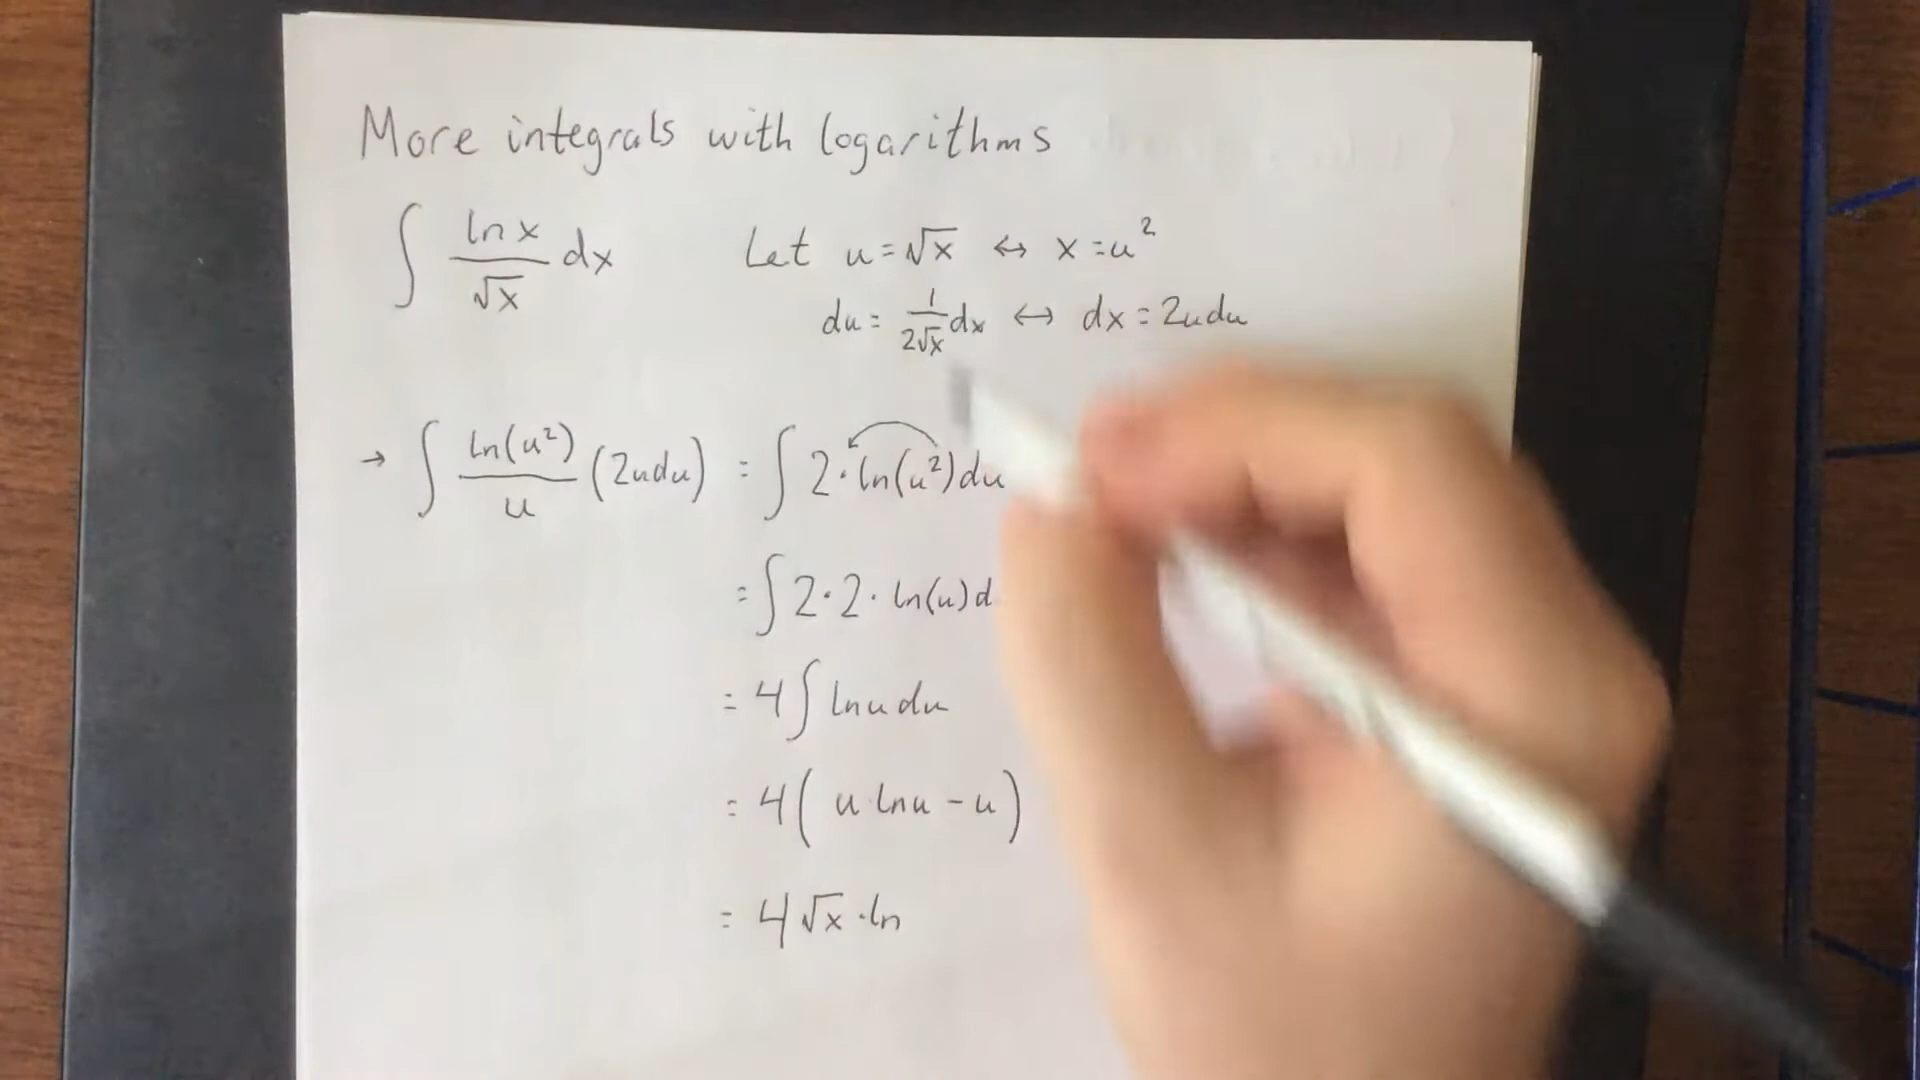 More integrals with logarithms
∫ ln x / √x dx Let u = √x ↔ x = u²
du = 1/(2√x) dx ↔ dx = 2u du
→ ∫ ln(u²)/u (2u du) = ∫ 2 · ln(u²) du
= ∫ 2 · 2 · ln(u) d
= 4 ∫ ln u du
= 4 ( u ln u - u )
= 4 √x · ln